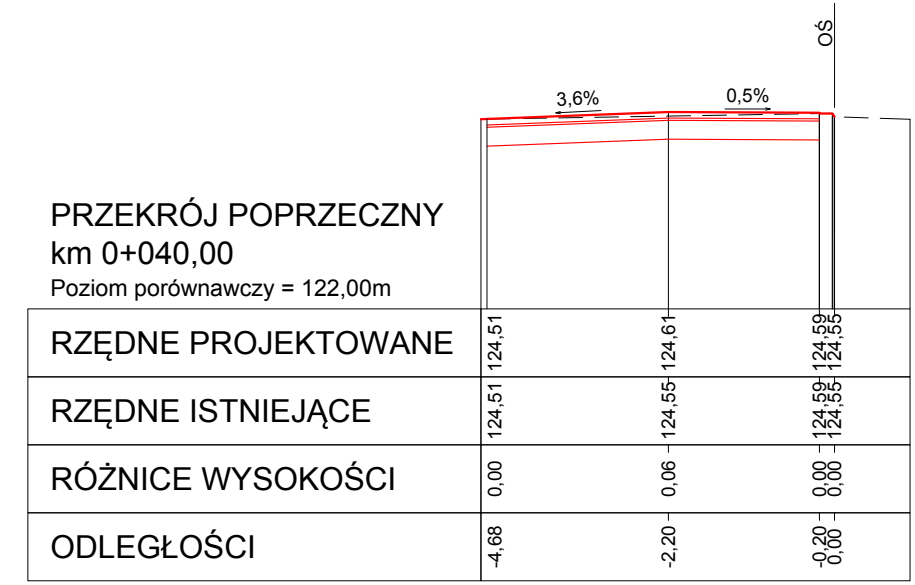 OŚ
3,6% 0,5%
PRZEKRÓJ POPRZECZNY
km 0+040,00
Poziom porównawczy = 122,00m
RZĘDNE PROJEKTOWANE 124,51 124,61 124,59 124,55
RZĘDNE ISTNIEJĄCE 124,51 124,55 124,59 124,55
RÓŻNICE WYSOKOŚCI 0,00 0,06 0,00 0,00
ODLEGŁOŚCI -4,68 -2,20 -0,20 0,00